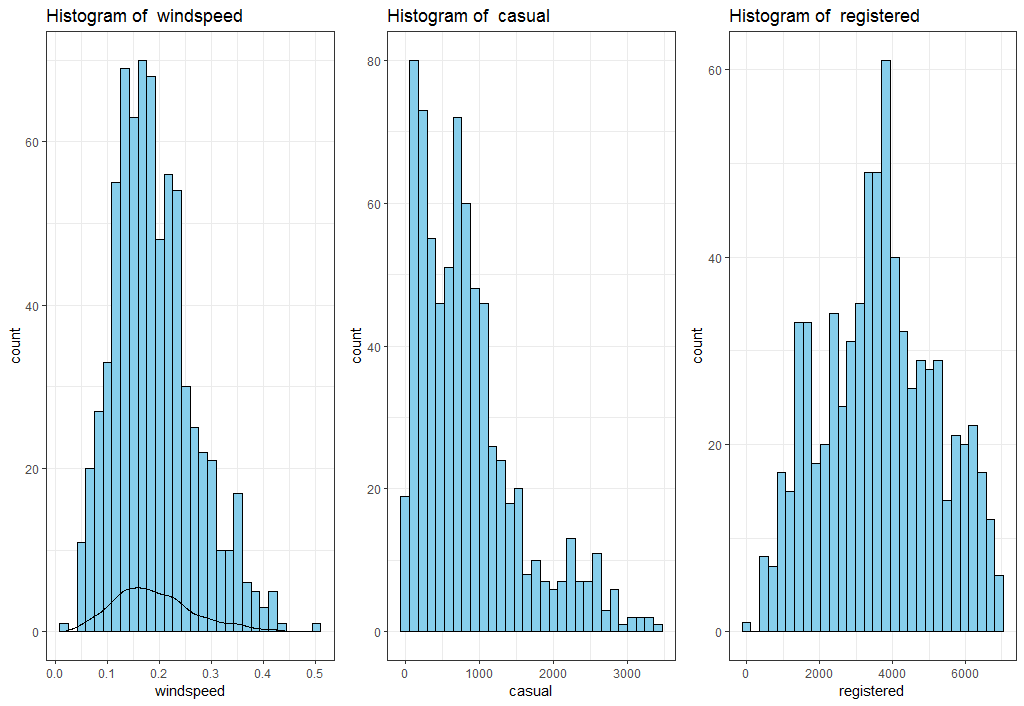 Histogram of  windspeed
count
60
40
20
0
0.0 0.1 0.2 0.3 0.4 0.5
windspeed
Histogram of  casual
count
80
60
40
20
0
0 1000 2000 3000
casual
Histogram of  registered
count
60
40
20
0
0 2000 4000 6000
registered